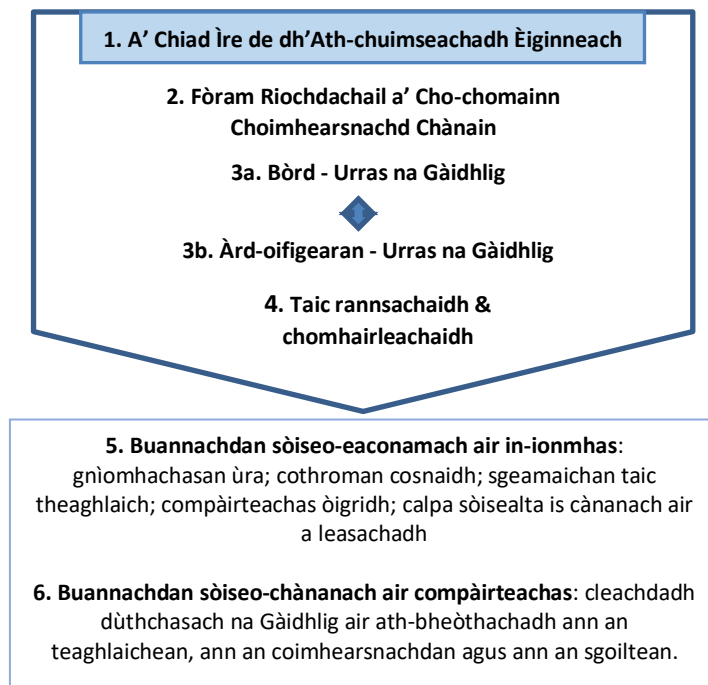 1. A’ Chiad Ìre de dh’Ath-chuimseachadh Èiginneach
2. Fòram Riochdachail a’ Cho-chomainn
Choimhearsnachd Chànain
3a. Bòrd - Urras na Gàidhlig
3b. Àrd-oifigearan - Urras na Gàidhlig
4. Taic rannsachaidh &
chomhairleachaidh
5. Buannachdan sòiseo-eaconamach air in-ionmhas:
gnìomhachasan ùra; cothroman cosnaidh; sgeamaichan taic
theaghlaich; compàirteachas òigridh; calpa sòisealta is cànanach air
a leasachadh
6. Buannachdan sòiseo-chànanach air compàirteachas: cleachdadh
dùthchasach na Gàidhlig air ath-bheòthachadh ann an
teaghlaichean, ann an coimhearsnachdan agus ann an sgoiltean.